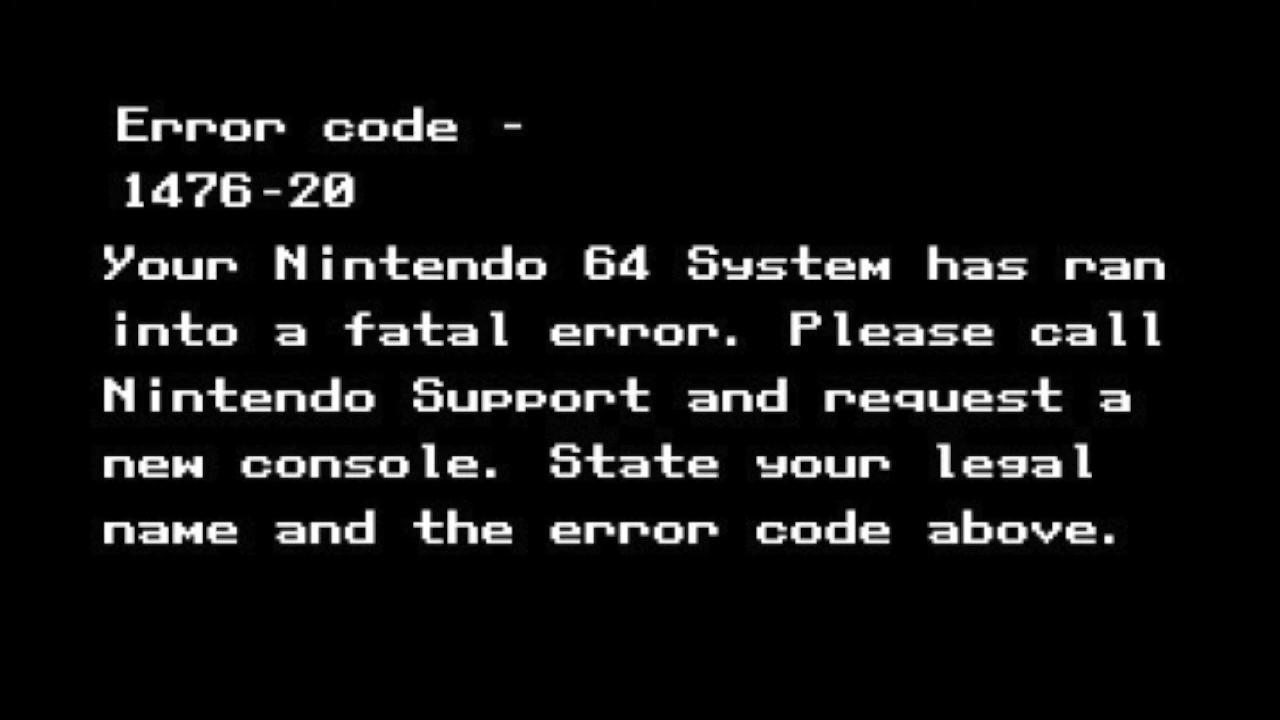 Error code -
1476-20
Your Nintendo 64 System has ran
into a fatal error. Please call
Nintendo Support and request a
new console. State your legal
name and the error code above.